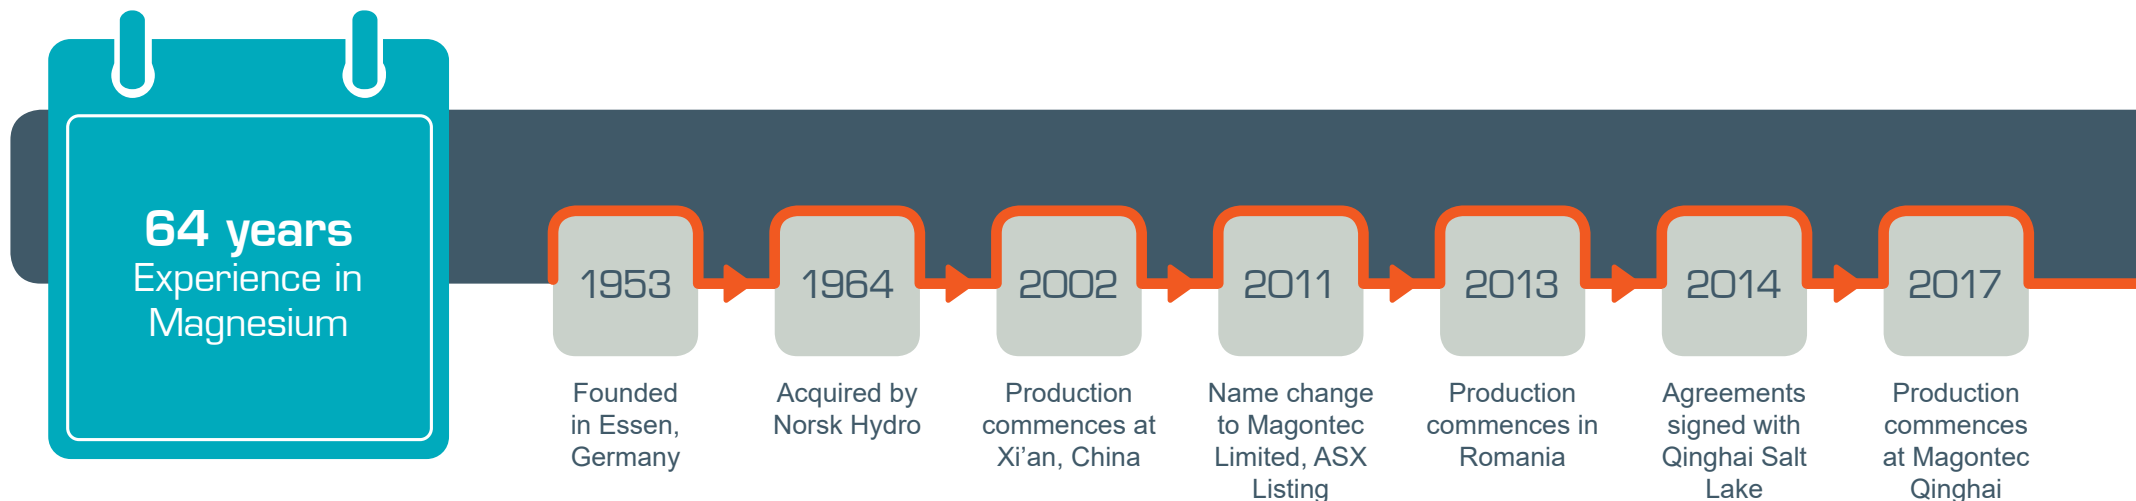 64 years
Experience in
Magnesium
1953
1964
2002
2011
2013
2014
2017
Founded
in Essen,
Germany
Acquired by
Norsk Hydro
Production
commences at
Xi’an, China
Name change
to Magontec
Limited, ASX
Listing
Production
commences in
Romania
Agreements
signed with
Qinghai Salt
Lake
Production
commences
at Magontec
Qinghai